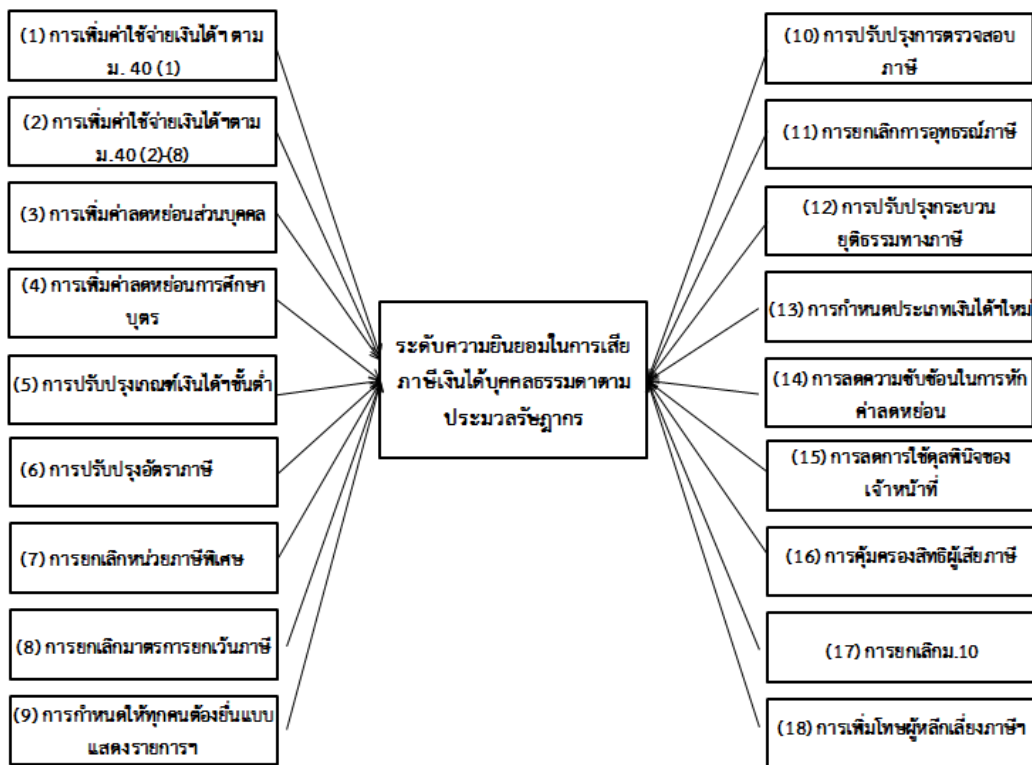 (1) การเพิ่มค่าใช้จ่ายเงินได้ฯ ตาม
ม. 40 (1)
(2) การเพิ่มค่าใช้จ่ายเงินได้ฯตาม
ม.40 (2)-(8)
(3) การเพิ่มค่าลดหย่อนส่วนบุคคล
(4) การเพิ่มค่าลดหย่อนการศึกษา
บุตร
(5) การปรับปรุงเกณฑ์เงินได้ฯขั้นต่ำ
(6) การปรับปรุงอัตราภาษี
(7) การยกเลิกหน่วยภาษีพิเศษ
(8) การยกเลิกมาตรการยกเว้นภาษี
(9) การกำหนดให้ทุกคนต้องยื่นแบบ
แสดงรายการฯ
ระดับความยินยอมในการเสีย
ภาษีเงินได้บุคคลธรรมดาตาม
ประมวลรัษฎากร
(10) การปรับปรุงการตรวจสอบ
ภาษี
(11) การยกเลิกการอุทธรณ์ภาษี
(12) การปรับปรุงกระบวน
ยุติธรรมทางภาษี
(13) การกำหนดประเภทเงินได้ฯใหม่
(14) การลดความซับซ้อนในการหัก
ค่าลดหย่อน
(15) การลดการใช้ดุลพินิจของ
เจ้าหน้าที่
(16) การคุ้มครองสิทธิผู้เสียภาษี
(17) การยกเลิกม.10
(18) การเพิ่มโทษผู้หลีกเลี่ยงภาษีฯ